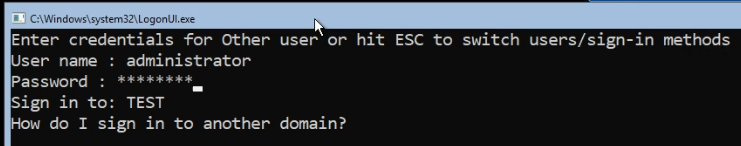 C:\Windows\system32\LogonUI.exe
Enter credentials for Other user or hit ESC to switch users/sign-in methods
User name : administrator
Password : ********
Sign in to: TEST
How do I sign in to another domain?